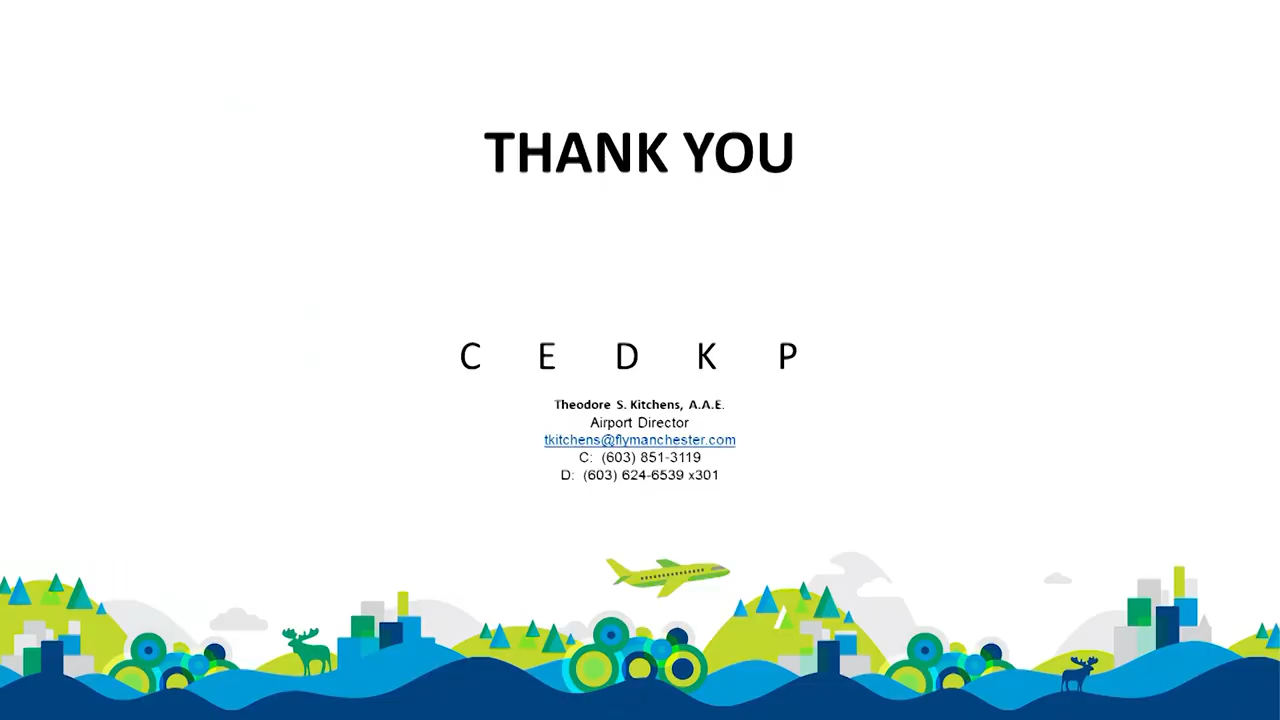 THANK YOU
C E D K P
Theodore S. Kitchens, A.A.E.
Airport Director
tkitchens@flymanchester.com
C: (603) 851-3119
D: (603) 624-6539 x301